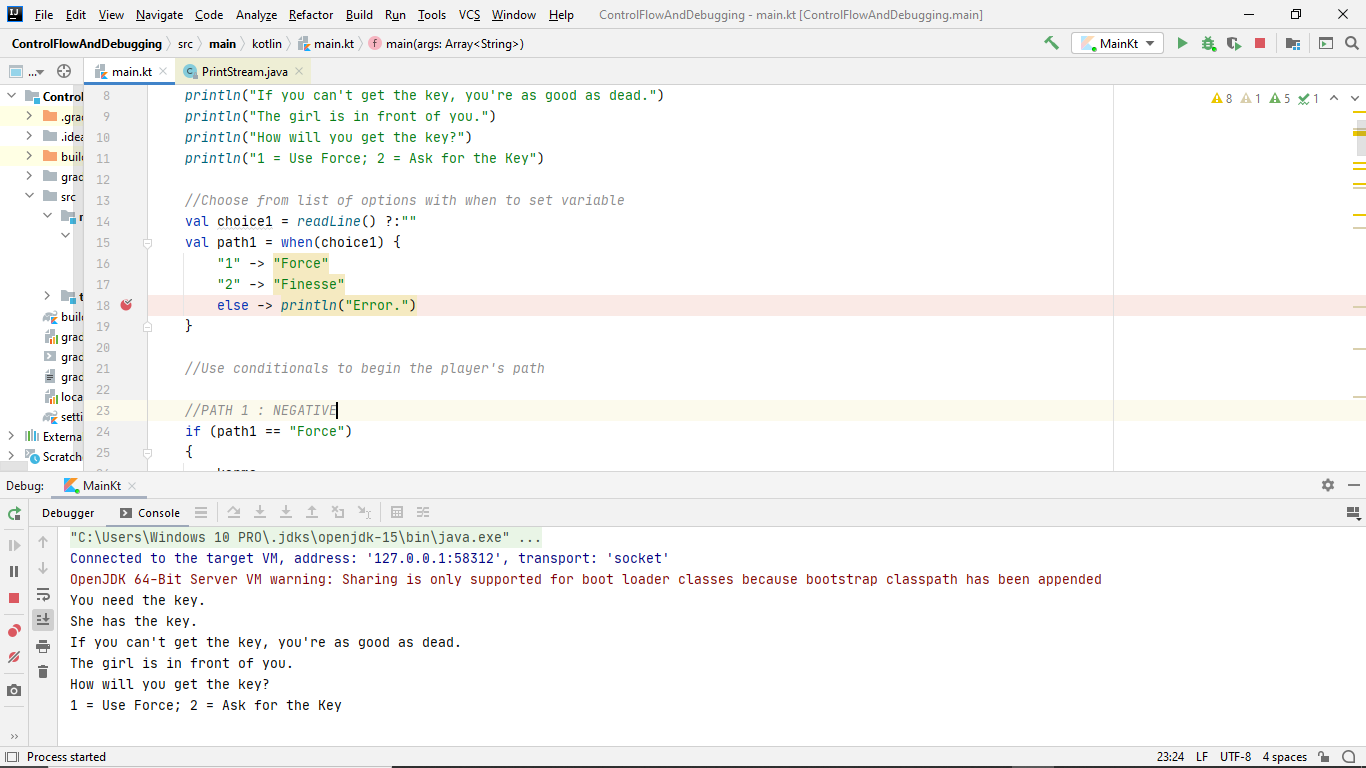 File Edit View Navigate Code Analyze Refactor Build Run Tools VCS Window Help ControlFlowAndDebugging - main.kt [ControlFlowAndDebugging.main]
ControlFlowAndDebugging src main kotlin main.kt main(args: Array<String>) MainKt
... main.kt PrintStream.java
Control
.gra
.idea
build
grad
src
build
grad
grad
grad
loca
setti
Externa
Scratch
8 println("If you can't get the key, you're as good as dead.")
9 println("The girl is in front of you.")
10 println("How will you get the key?")
11 println("1 = Use Force; 2 = Ask for the Key")
12
13 //Choose from list of options with when to set variable
14 val choice1 = readLine() ?:""
15 val path1 = when(choice1) {
16 "1" -> "Force"
17 "2" -> "Finesse"
18 else -> println("Error.")
19 }
20
21 //Use conditionals to begin the player's path
22
23 //PATH 1 : NEGATIVE
24 if (path1 == "Force")
25 {
8 1 5 1
Debug: MainKt
Debugger Console
"C:\Users\Windows 10 PRO\.jdks\openjdk-15\bin\java.exe" ...
Connected to the target VM, address: '127.0.0.1:58312', transport: 'socket'
OpenJDK 64-Bit Server VM warning: Sharing is only supported for boot loader classes because bootstrap classpath has been appended
You need the key.
She has the key.
If you can't get the key, you're as good as dead.
The girl is in front of you.
How will you get the key?
1 = Use Force; 2 = Ask for the Key
Process started 23:24 LF UTF-8 4 spaces